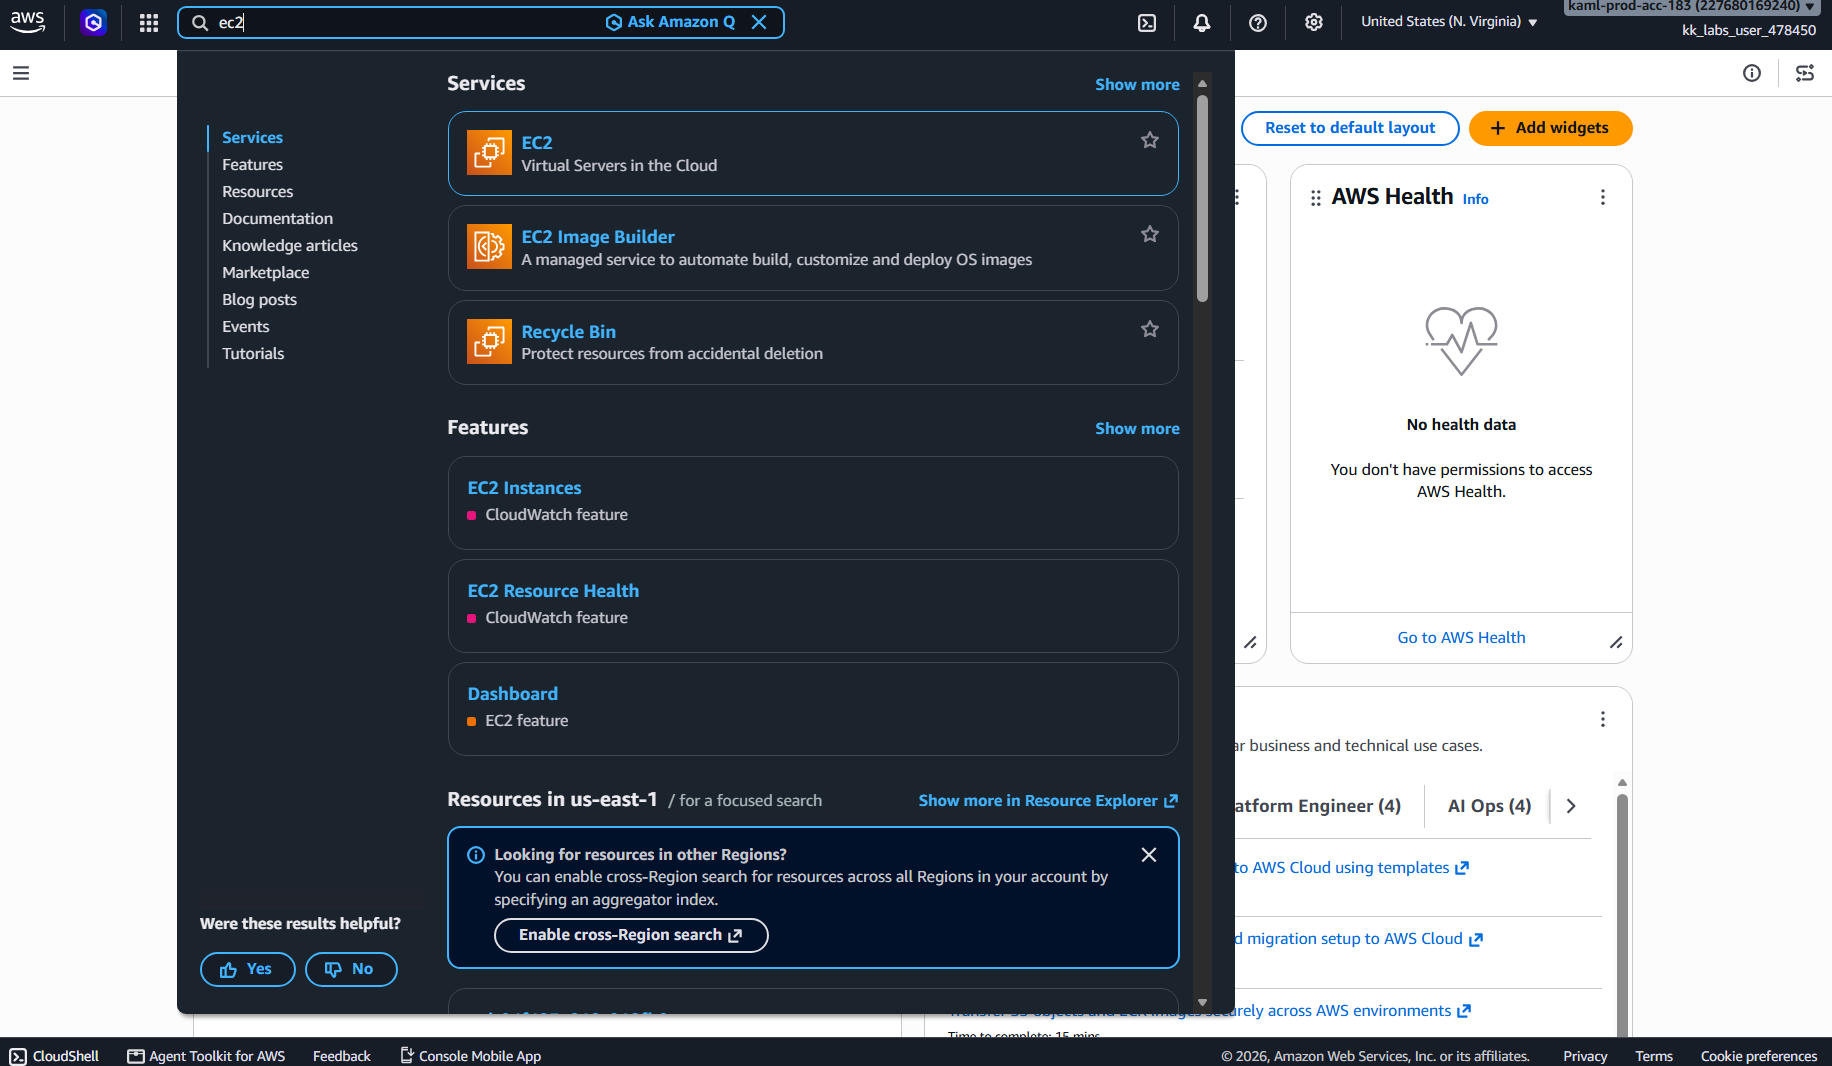 aws
ec2
Ask Amazon Q
United States (N. Virginia)
kaml-prod-acc-183 (227680169240)
kk_labs_user_478450
Services
Features
Resources
Documentation
Knowledge articles
Marketplace
Blog posts
Events
Tutorials
Were these results helpful?
Yes
No
Services
Show more
EC2
Virtual Servers in the Cloud
EC2 Image Builder
A managed service to automate build, customize and deploy OS images
Recycle Bin
Protect resources from accidental deletion
Features
Show more
EC2 Instances
CloudWatch feature
EC2 Resource Health
CloudWatch feature
Dashboard
EC2 feature
Resources in us-east-1 / for a focused search
Show more in Resource Explorer
Looking for resources in other Regions?
You can enable cross-Region search for resources across all Regions in your account by
specifying an aggregator index.
Enable cross-Region search
Reset to default layout
Add widgets
AWS Health Info
No health data
You don't have permissions to access
AWS Health.
Go to AWS Health
ar business and technical use cases.
atform Engineer (4)
AI Ops (4)
to AWS Cloud using templates
d migration setup to AWS Cloud
securely across AWS environments
Time to complete: 15 mins
CloudShell
Agent Toolkit for AWS
Feedback
Console Mobile App
© 2026, Amazon Web Services, Inc. or its affiliates.
Privacy
Terms
Cookie preferences